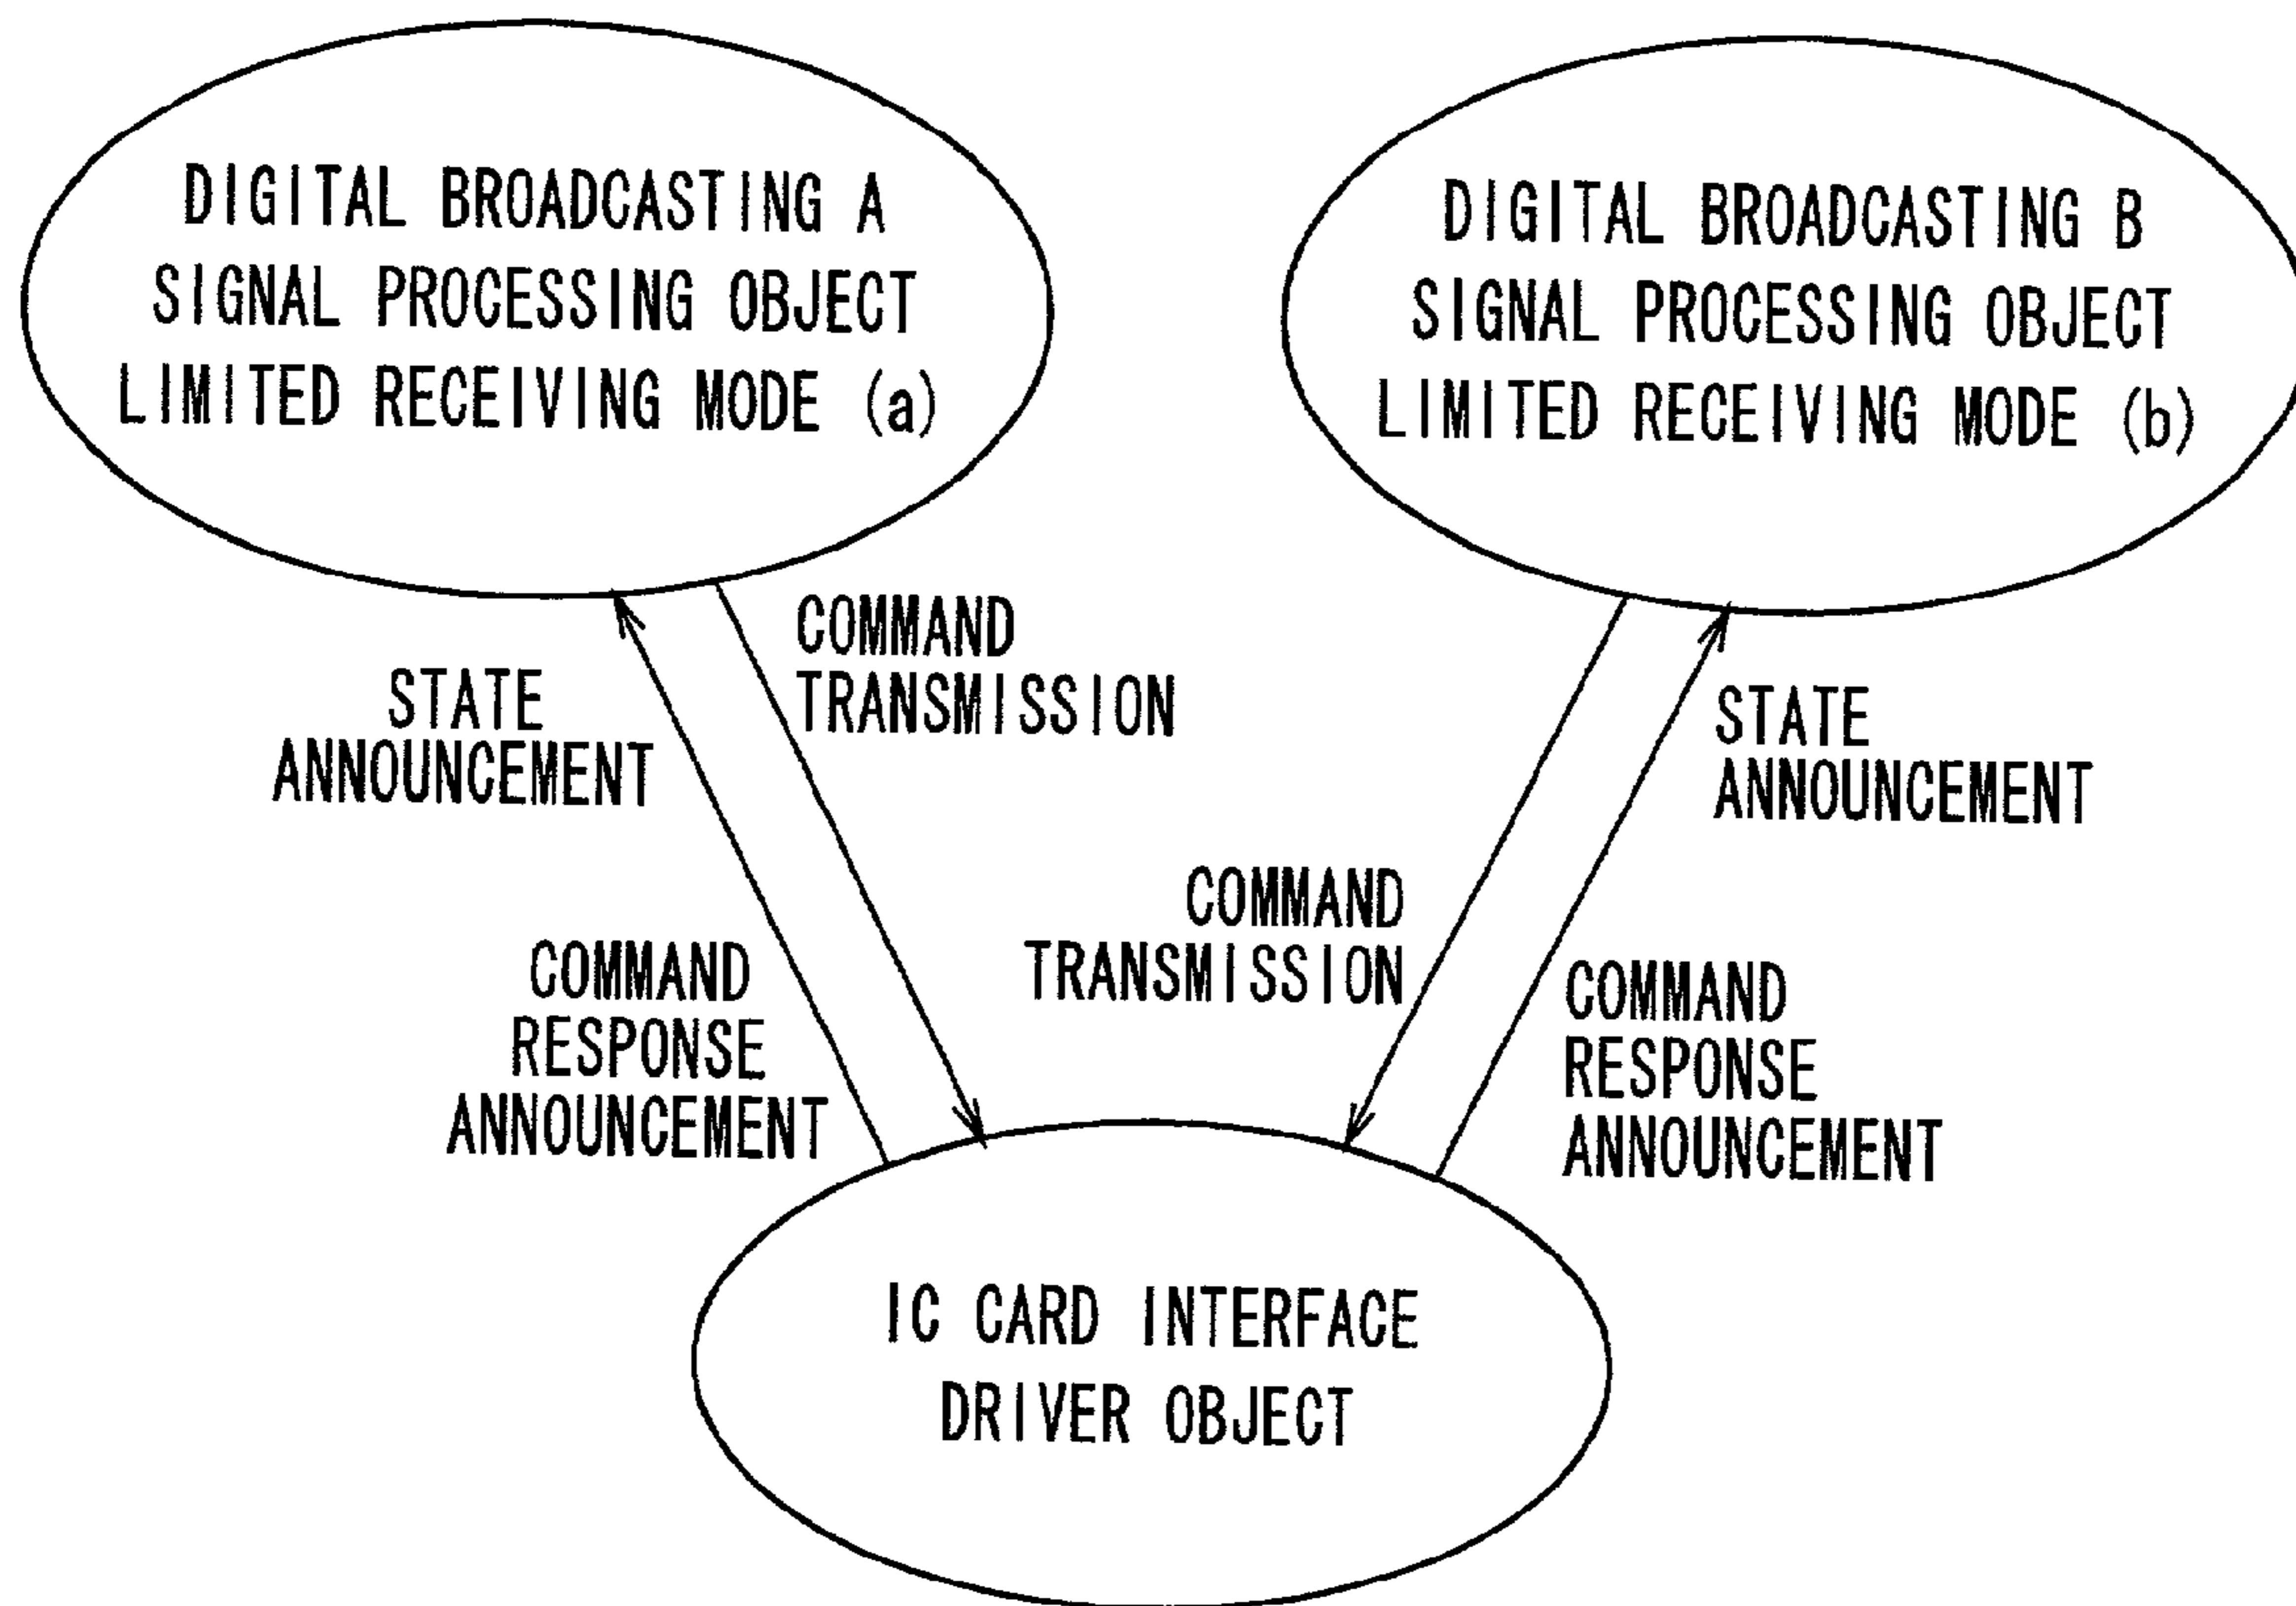 DIGITAL BROADCASTING A
SIGNAL PROCESSING OBJECT
LIMITED RECEIVING MODE (a)
DIGITAL BROADCASTING B
SIGNAL PROCESSING OBJECT
LIMITED RECEIVING MODE (b)
STATE
ANNOUNCEMENT
COMMAND
TRANSMISSION
STATE
ANNOUNCEMENT
COMMAND
RESPONSE
ANNOUNCEMENT
COMMAND
TRANSMISSION
COMMAND
RESPONSE
ANNOUNCEMENT
IC CARD INTERFACE
DRIVER OBJECT